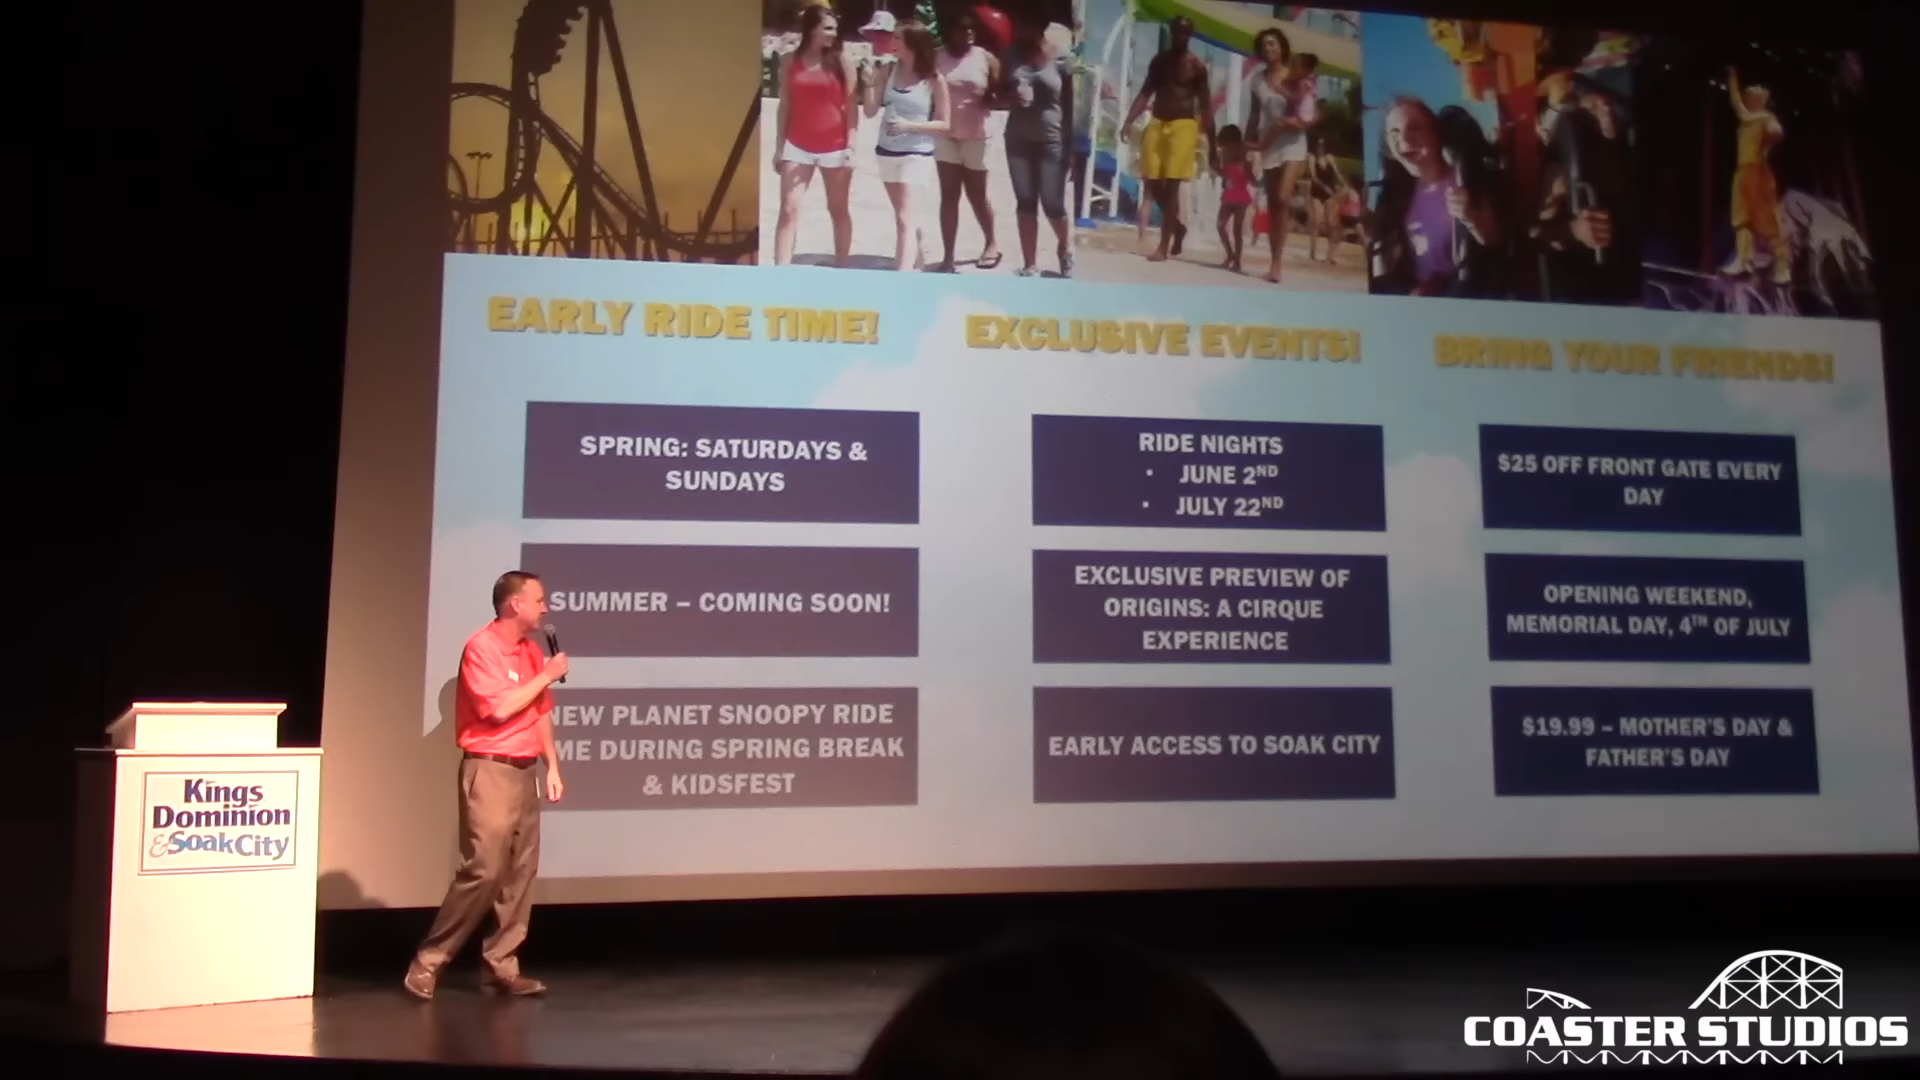 EARLY RIDE TIME!
SPRING: SATURDAYS &
SUNDAYS
SUMMER – COMING SOON!
NEW PLANET SNOOPY RIDE
ME DURING SPRING BREAK
& KIDSFEST
EXCLUSIVE EVENTS!
RIDE NIGHTS
• JUNE 2ND
• JULY 22ND
EXCLUSIVE PREVIEW OF
ORIGINS: A CIRQUE
EXPERIENCE
EARLY ACCESS TO SOAK CITY
BRING YOUR FRIENDS!
$25 OFF FRONT GATE EVERY
DAY
OPENING WEEKEND,
MEMORIAL DAY, 4TH OF JULY
$19.99 – MOTHER'S DAY &
FATHER'S DAY
Kings
Dominion
&SoakCity
COASTER STUDIOS